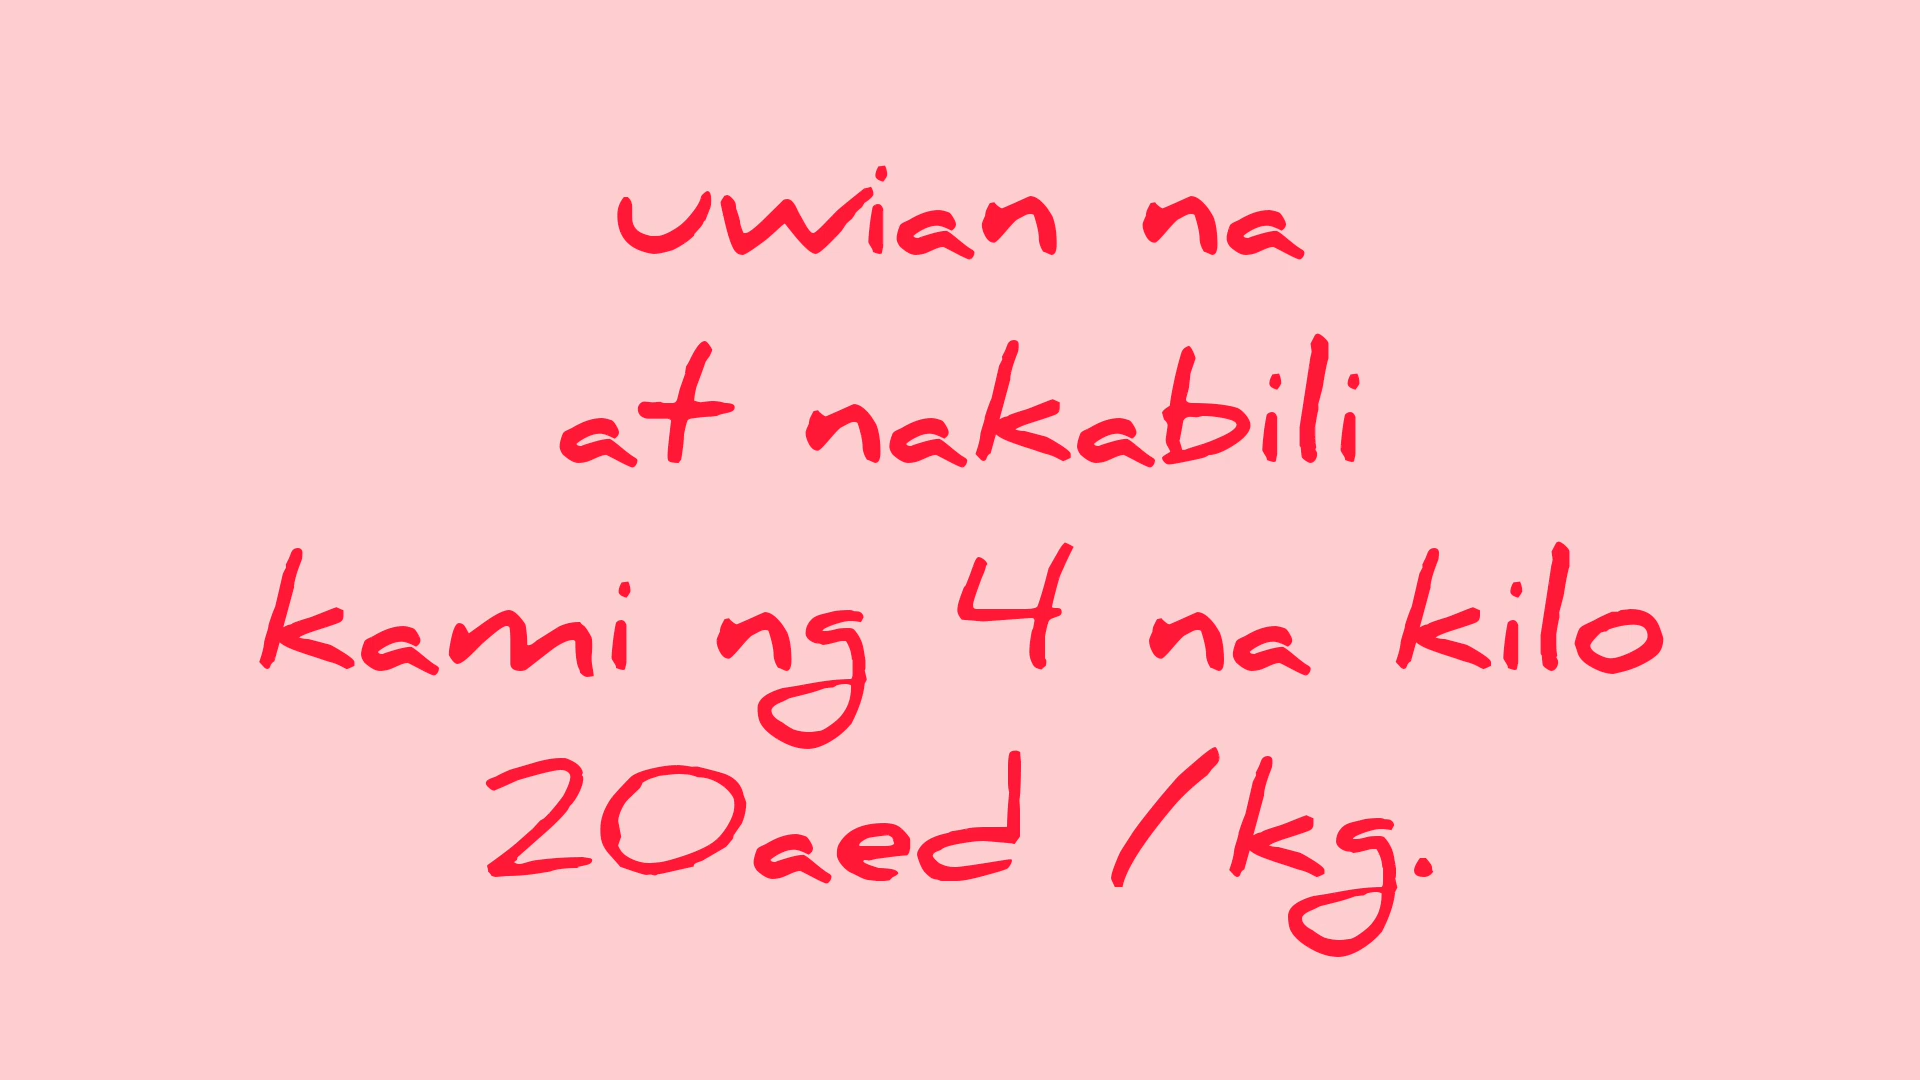 uwian na
at nakabili
kami ng 4 na kilo
20aed /kg.